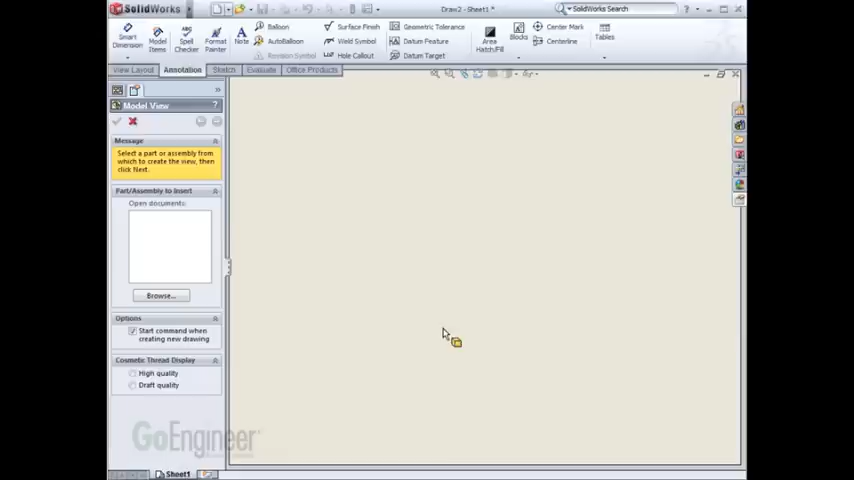 SolidWorks
Draw2 - Sheet1 *
SolidWorks Search
Smart Dimension
Model Items
Spell Checker
Format Painter
Note
Balloon
AutoBalloon
Revision Symbol
Surface Finish
Weld Symbol
Hole Callout
Geometric Tolerance
Datum Feature
Datum Target
Area Hatch/Fill
Blocks
Center Mark
Centerline
Tables
View Layout
Annotation
Sketch
Evaluate
Office Products
Model View
?
Message
Select a part or assembly from
which to create the view, then
click Next.
Part/Assembly to Insert
Open documents:
Browse...
Options
Start command when
creating new drawing
Cosmetic Thread Display
High quality
Draft quality
GoEngineer
Sheet1